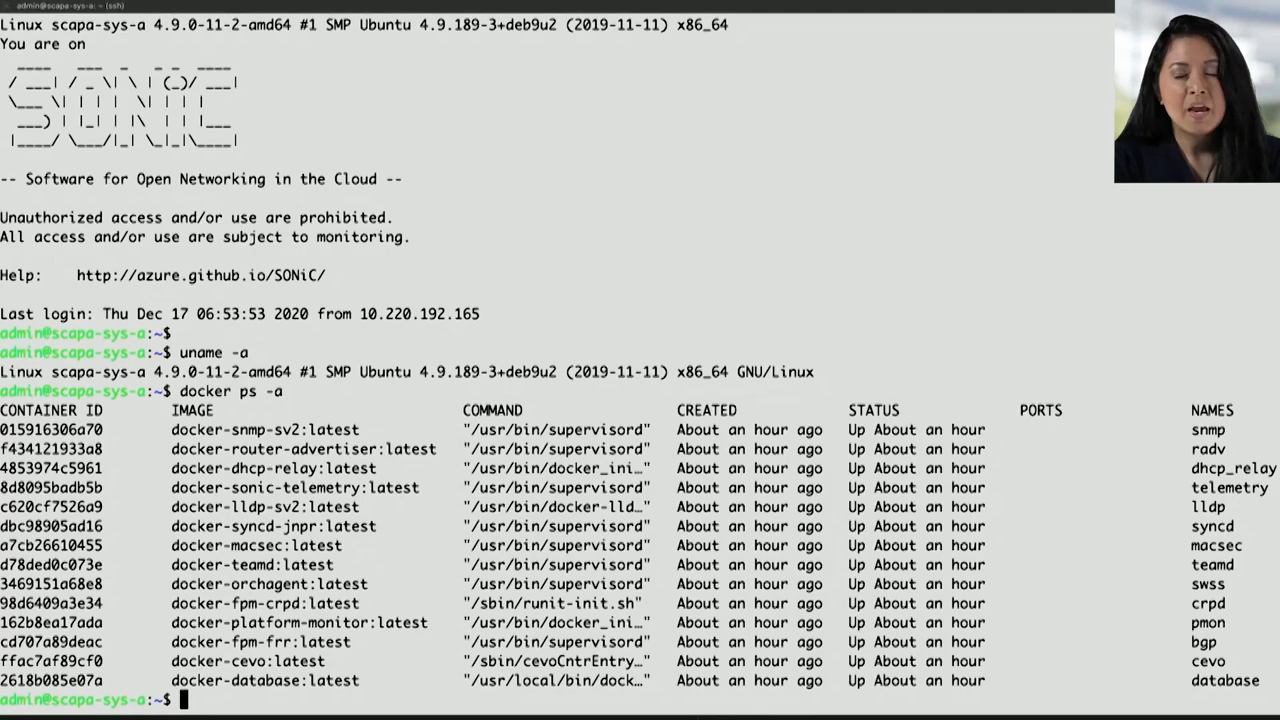 admin@scapa-sys-a: ~ (ssh)
Linux scapa-sys-a 4.9.0-11-2-amd64 #1 SMP Ubuntu 4.9.189-3+deb9u2 (2019-11-11) x86_64
You are on
SONiC
-- Software for Open Networking in the Cloud --
Unauthorized access and/or use are prohibited.
All access and/or use are subject to monitoring.
Help:    http://azure.github.io/SONiC/
Last login: Thu Dec 17 06:53:53 2020 from 10.220.192.165
admin@scapa-sys-a:~$
admin@scapa-sys-a:~$ uname -a
Linux scapa-sys-a 4.9.0-11-2-amd64 #1 SMP Ubuntu 4.9.189-3+deb9u2 (2019-11-11) x86_64 GNU/Linux
admin@scapa-sys-a:~$ docker ps -a
CONTAINER ID        IMAGE                             COMMAND                  CREATED             STATUS              PORTS               NAMES
015916306a70        docker-snmp-sv2:latest            "/usr/bin/supervisord"   About an hour ago   Up About an hour                        snmp
f434121933a8        docker-router-advertiser:latest   "/usr/bin/supervisord"   About an hour ago   Up About an hour                        radv
4853974c5961        docker-dhcp-relay:latest          "/usr/bin/docker_ini…"   About an hour ago   Up About an hour                        dhcp_relay
8d8095badb5b        docker-sonic-telemetry:latest     "/usr/bin/supervisord"   About an hour ago   Up About an hour                        telemetry
c620cf7526a9        docker-lldp-sv2:latest            "/usr/bin/docker-lld…"   About an hour ago   Up About an hour                        lldp
dbc98905ad16        docker-syncd-jnpr:latest          "/usr/bin/supervisord"   About an hour ago   Up About an hour                        syncd
a7cb26610455        docker-macsec:latest              "/usr/bin/supervisord"   About an hour ago   Up About an hour                        macsec
d78ded0c073e        docker-teamd:latest               "/usr/bin/supervisord"   About an hour ago   Up About an hour                        teamd
3469151a68e8        docker-orchagent:latest           "/usr/bin/supervisord"   About an hour ago   Up About an hour                        swss
98d6409a3e34        docker-fpm-crpd:latest            "/sbin/runit-init.sh"    About an hour ago   Up About an hour                        crpd
162b8ea17ada        docker-platform-monitor:latest    "/usr/bin/docker_ini…"   About an hour ago   Up About an hour                        pmon
cd707a89deac        docker-fpm-frr:latest             "/usr/bin/supervisord"   About an hour ago   Up About an hour                        bgp
ffac7af89cf0        docker-cevo:latest                "/sbin/cevoCntrEntry…"   About an hour ago   Up About an hour                        cevo
2618b085e07a        docker-database:latest            "/usr/local/bin/dock…"   About an hour ago   Up About an hour                        database
admin@scapa-sys-a:~$